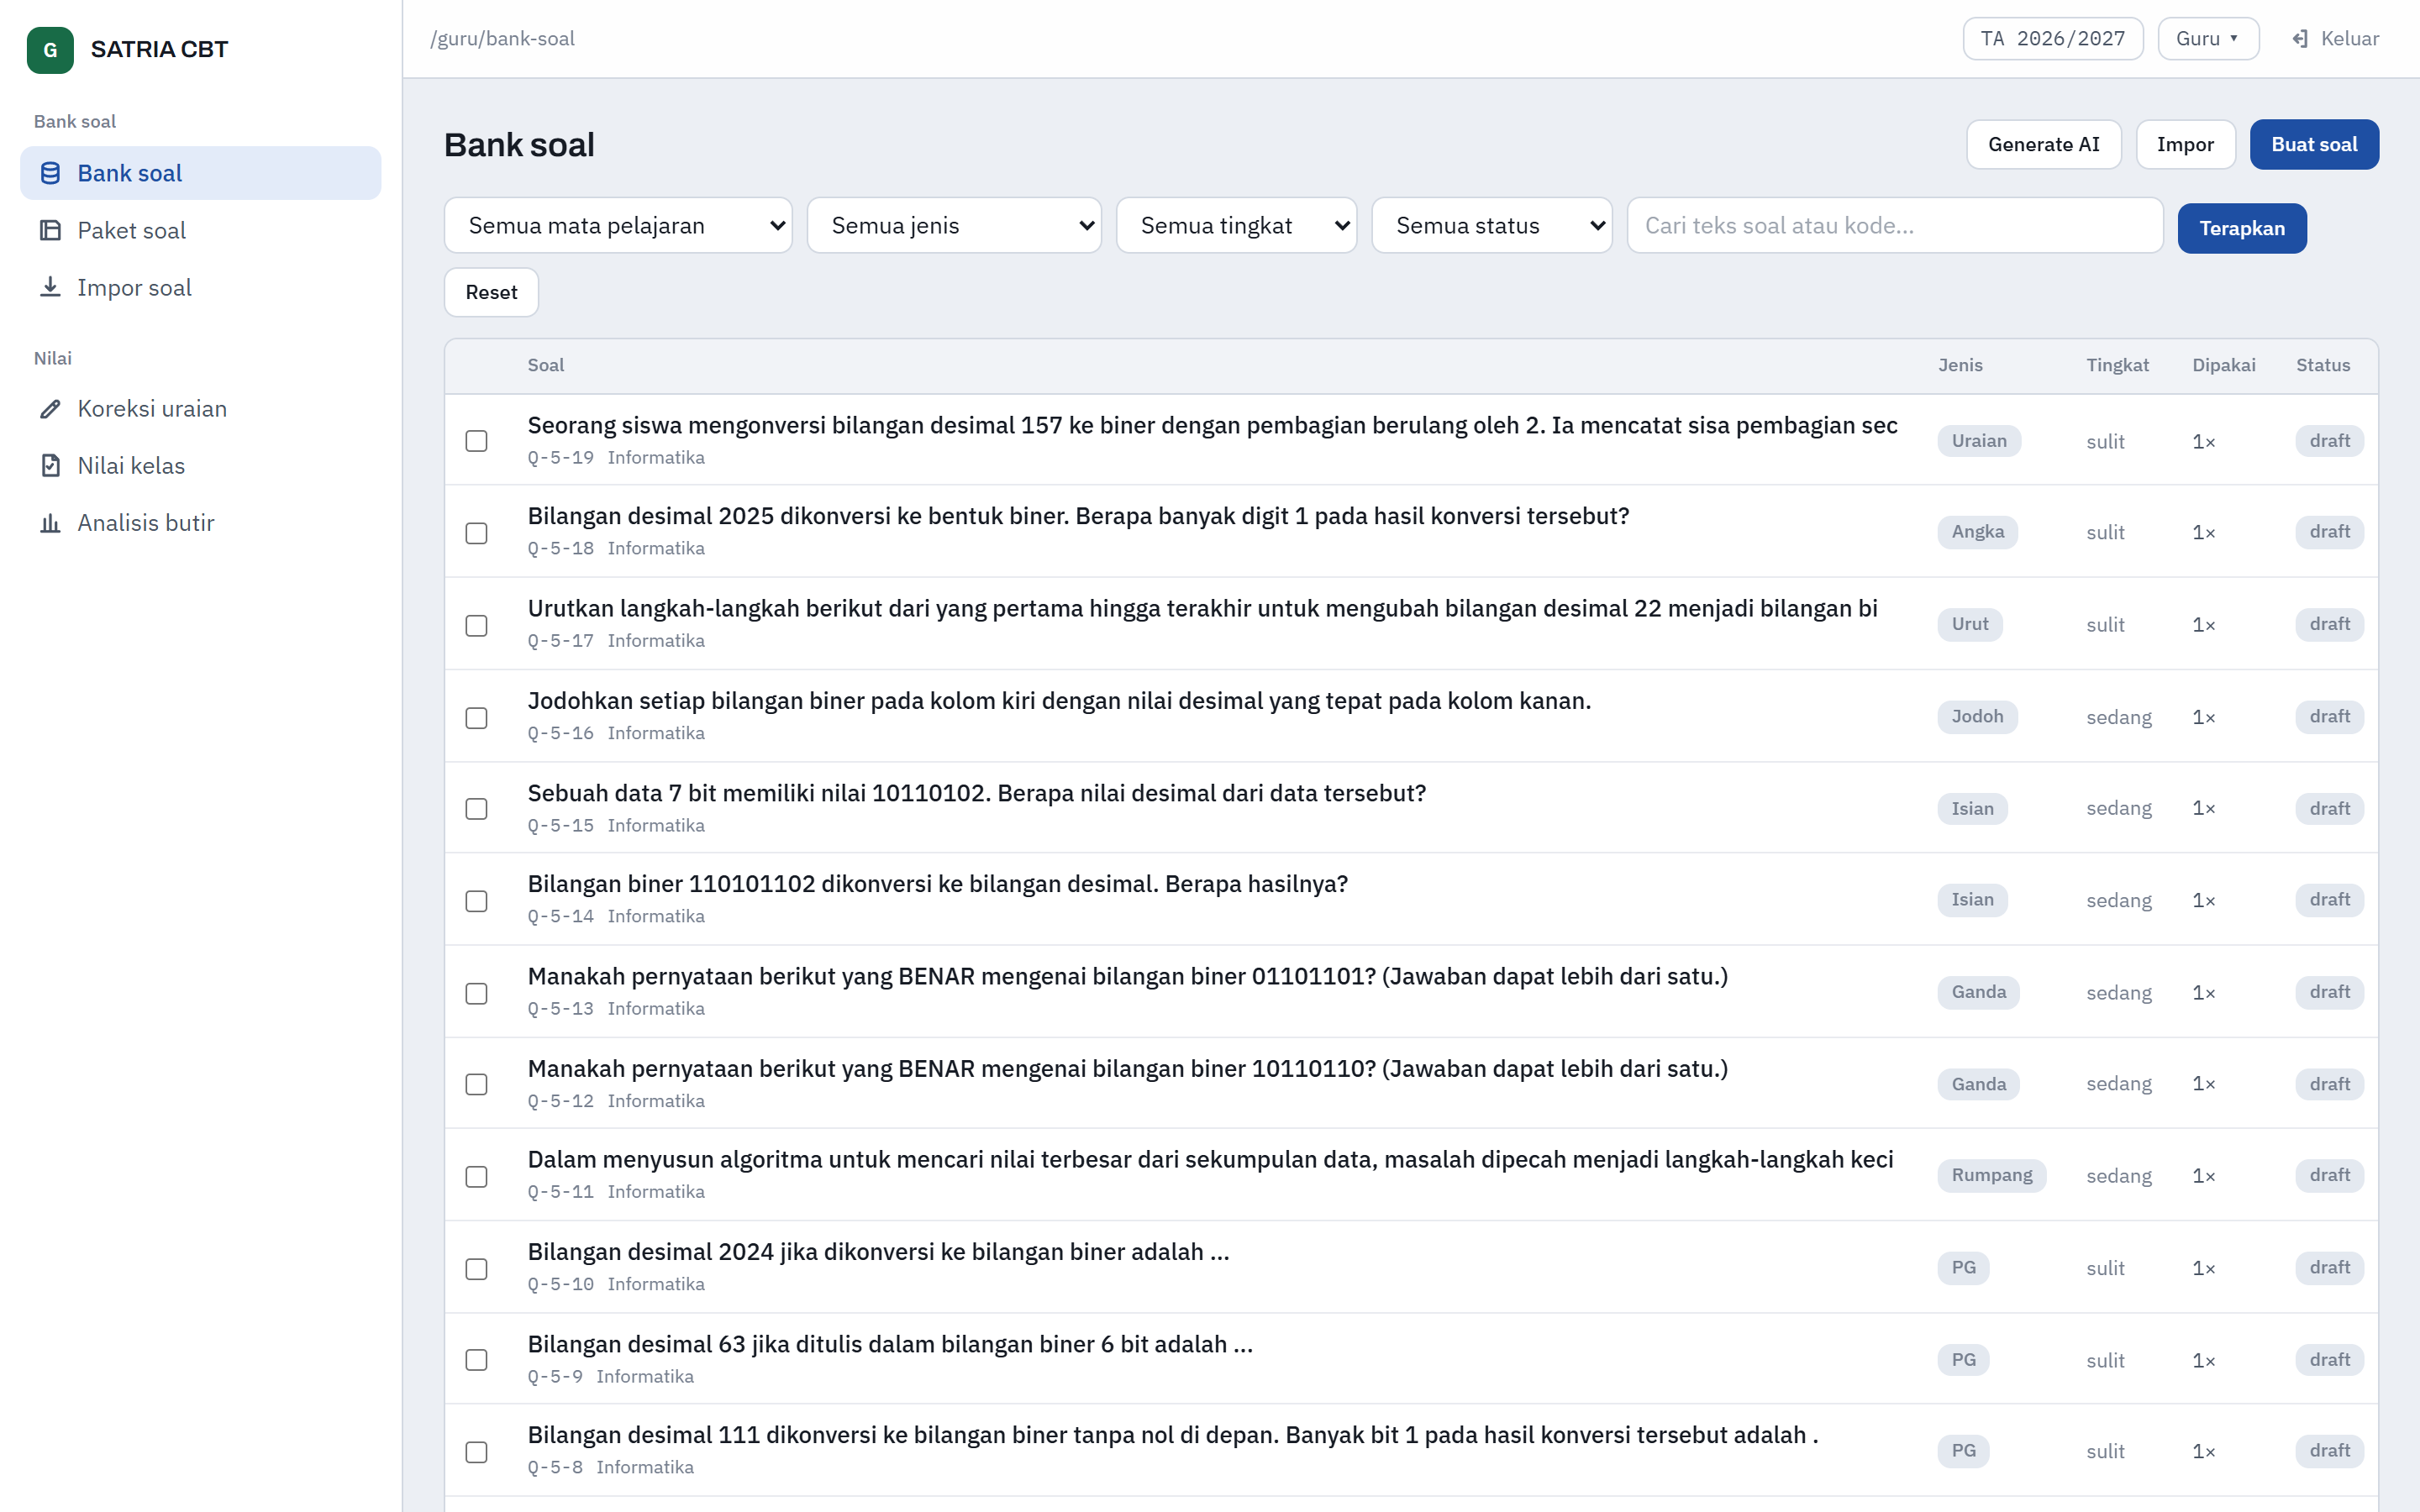 G SATRIA CBT
Bank soal
Bank soal
Paket soal
Impor soal
Nilai
Koreksi uraian
Nilai kelas
Analisis butir
/guru/bank-soal
TA 2026/2027
Guru ▼
Keluar
Bank soal
Generate AI
Impor
Buat soal
Semua mata pelajaran
Semua jenis
Semua tingkat
Semua status
Cari teks soal atau kode...
Terapkan
Reset
Soal Jenis Tingkat Dipakai Status
Seorang siswa mengonversi bilangan desimal 157 ke biner dengan pembagian berulang oleh 2. Ia mencatat sisa pembagian sec
Q-5-19 Informatika
Uraian sulit 1× draft
Bilangan desimal 2025 dikonversi ke bentuk biner. Berapa banyak digit 1 pada hasil konversi tersebut?
Q-5-18 Informatika
Angka sulit 1× draft
Urutkan langkah-langkah berikut dari yang pertama hingga terakhir untuk mengubah bilangan desimal 22 menjadi bilangan bi
Q-5-17 Informatika
Urut sulit 1× draft
Jodohkan setiap bilangan biner pada kolom kiri dengan nilai desimal yang tepat pada kolom kanan.
Q-5-16 Informatika
Jodoh sedang 1× draft
Sebuah data 7 bit memiliki nilai 10110102. Berapa nilai desimal dari data tersebut?
Q-5-15 Informatika
Isian sedang 1× draft
Bilangan biner 110101102 dikonversi ke bilangan desimal. Berapa hasilnya?
Q-5-14 Informatika
Isian sedang 1× draft
Manakah pernyataan berikut yang BENAR mengenai bilangan biner 01101101? (Jawaban dapat lebih dari satu.)
Q-5-13 Informatika
Ganda sedang 1× draft
Manakah pernyataan berikut yang BENAR mengenai bilangan biner 10110110? (Jawaban dapat lebih dari satu.)
Q-5-12 Informatika
Ganda sedang 1× draft
Dalam menyusun algoritma untuk mencari nilai terbesar dari sekumpulan data, masalah dipecah menjadi langkah-langkah keci
Q-5-11 Informatika
Rumpang sedang 1× draft
Bilangan desimal 2024 jika dikonversi ke bilangan biner adalah ...
Q-5-10 Informatika
PG sulit 1× draft
Bilangan desimal 63 jika ditulis dalam bilangan biner 6 bit adalah ...
Q-5-9 Informatika
PG sulit 1× draft
Bilangan desimal 111 dikonversi ke bilangan biner tanpa nol di depan. Banyak bit 1 pada hasil konversi tersebut adalah .
Q-5-8 Informatika
PG sulit 1× draft